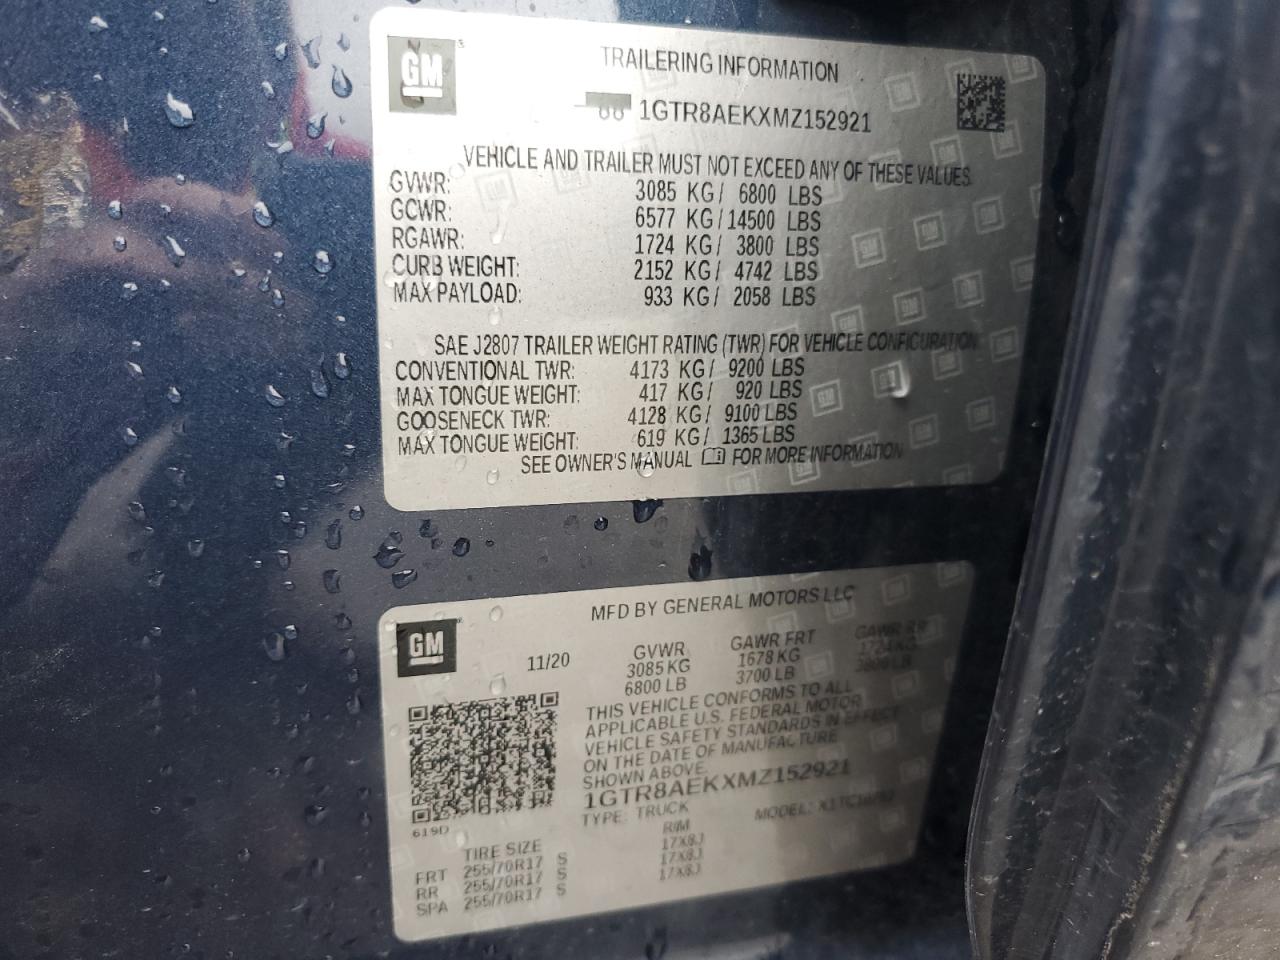 GM
TRAILERING INFORMATION
1GTR8AEKXMZ152921
VEHICLE AND TRAILER MUST NOT EXCEED ANY OF THESE VALUES.
GVWR: 3085 KG/ 6800 LBS
GCWR: 6577 KG/14500 LBS
RGAWR: 1724 KG/ 3800 LBS
CURB WEIGHT: 2152 KG/ 4742 LBS
MAX PAYLOAD: 933 KG/ 2058 LBS
SAE J2807 TRAILER WEIGHT RATING (TWR) FOR VEHICLE CONFIGURATION
CONVENTIONAL TWR: 4173 KG/ 9200 LBS
MAX TONGUE WEIGHT: 417 KG/ 920 LBS
GOOSENECK TWR: 4128 KG/ 9100 LBS
MAX TONGUE WEIGHT: 619 KG/ 1365 LBS
SEE OWNER'S MANUAL FOR MORE INFORMATION
GM
MFD BY GENERAL MOTORS LLC
11/20
GVWR GAWR FRT GAWR RR
3085 KG 1678 KG 1724 KG
6800 LB 3700 LB 3800 LB
THIS VEHICLE CONFORMS TO ALL
APPLICABLE U.S. FEDERAL MOTOR
VEHICLE SAFETY STANDARDS IN EFFECT
ON THE DATE OF MANUFACTURE
SHOWN ABOVE.
1GTR8AEKXMZ152921
TYPE: TRUCK MODEL:
619D
TIRE SIZE RIM
FRT 255/70R17 S 17X8J
RR 255/70R17 S 17X8J
SPA 255/70R17 S 17X8J